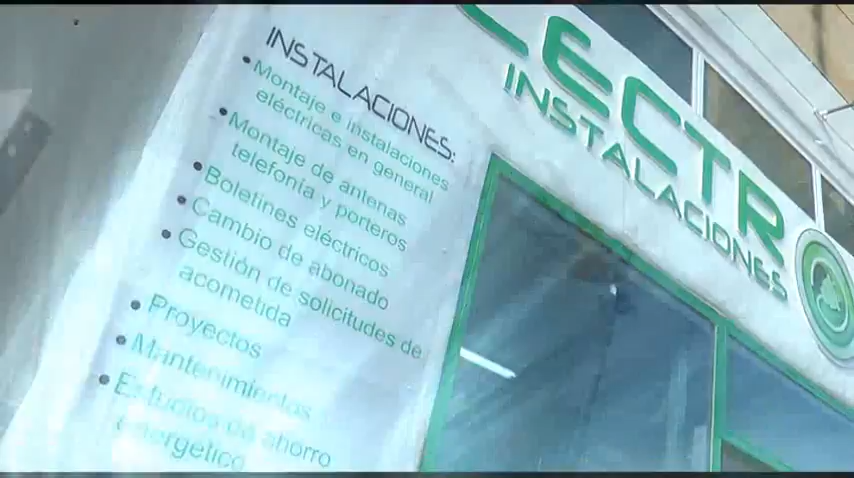 INSTALACIONES:
• Montaje e instalaciones
eléctricas en general
• Montaje de antenas
telefonía y porteros
• Boletines eléctricos
• Cambio de abonado
• Gestión de solicitudes de
acometida
• Proyectos
• Mantenimientos
• Estudios de ahorro
energético
LECTR
INSTALACIONES